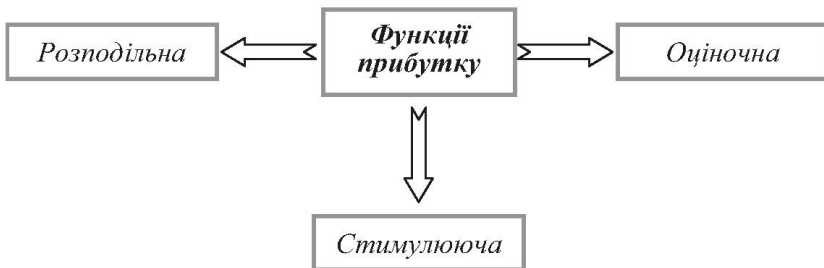 Функції
прибутку
Розподільна
Оціночна
Стимулююча